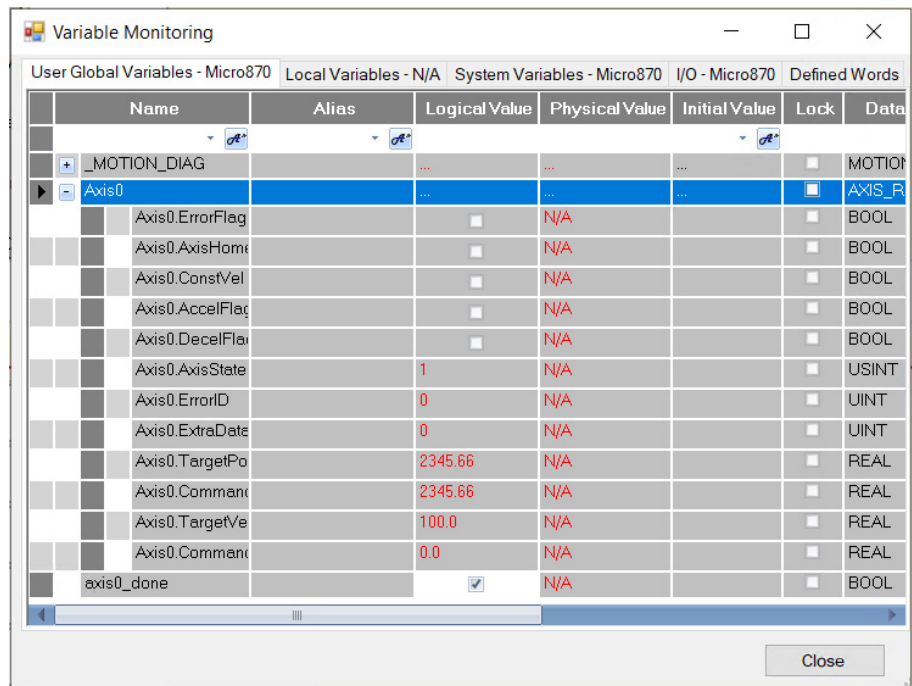 Variable Monitoring
User Global Variables - Micro870 Local Variables - N/A System Variables - Micro870 I/O - Micro870 Defined Words
Name Alias Logical Value Physical Value Initial Value Lock Data
_MOTION_DIAG ... ... ... MOTION
Axis0 ... ... ... AXIS_R
Axis0.ErrorFlag N/A BOOL
Axis0.AxisHome N/A BOOL
Axis0.ConstVel N/A BOOL
Axis0.AccelFlag N/A BOOL
Axis0.DecelFla N/A BOOL
Axis0.AxisState 1 N/A USINT
Axis0.ErrorID 0 N/A UINT
Axis0.ExtraData 0 N/A UINT
Axis0.TargetPo 2345.66 N/A REAL
Axis0.Command 2345.66 N/A REAL
Axis0.TargetVe 100.0 N/A REAL
Axis0.Command 0.0 N/A REAL
axis0_done N/A BOOL
Close